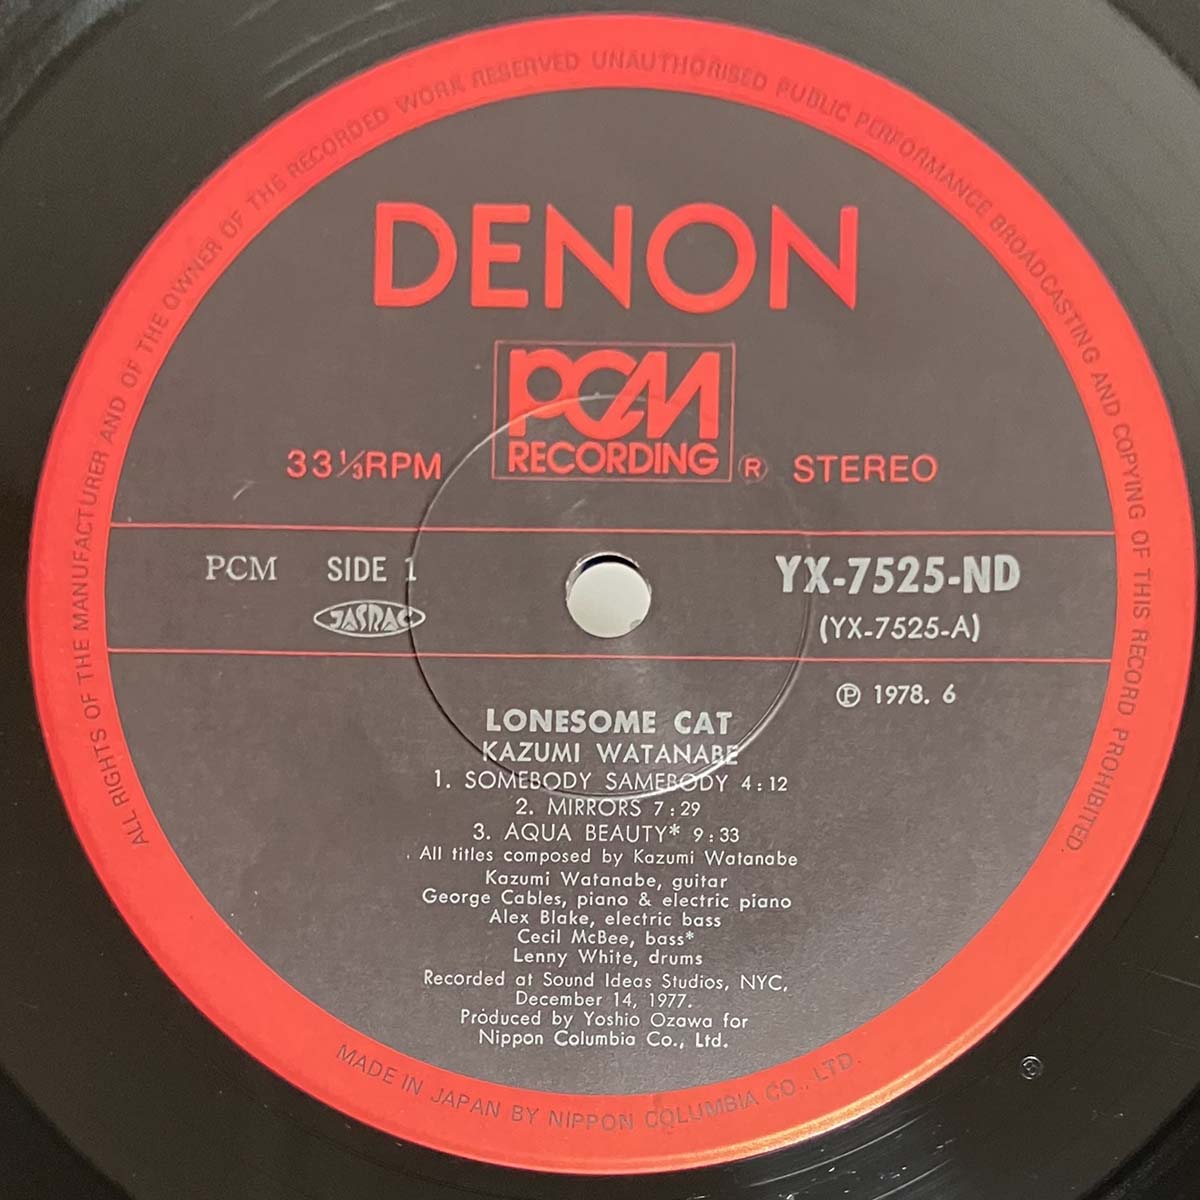 ALL RIGHTS OF THE MANUFACTURER AND OF THE OWNER OF THE RECORDED WORK RESERVED UNAUTHORISED PUBLIC PERFORMANCE BROADCASTING AND COPYING OF THIS RECORD PROHIBITED.
DENON
PCM
RECORDING
33⅓RPM ® STEREO
PCM SIDE 1 YX-7525-ND
JASRAC (YX-7525-A)
℗ 1978. 6
LONESOME CAT
KAZUMI WATANABE
1. SOMEBODY SAMEBODY 4:12
2. MIRRORS 7:29
3. AQUA BEAUTY* 9:33
All titles composed by Kazumi Watanabe
Kazumi Watanabe, guitar
George Cables, piano & electric piano
Alex Blake, electric bass
Cecil McBee, bass*
Lenny White, drums
Recorded at Sound Ideas Studios, NYC,
December 14, 1977.
Produced by Yoshio Ozawa for
Nippon Columbia Co., Ltd.
MADE IN JAPAN BY NIPPON COLUMBIA CO., LTD.